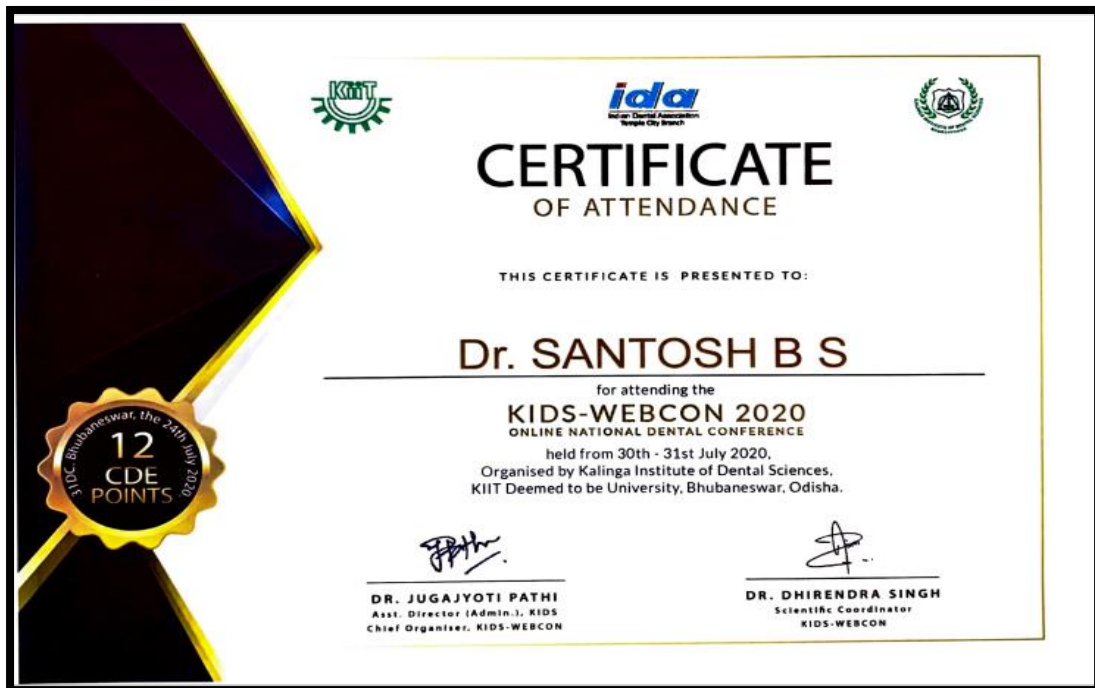 KiiT
ida
Indian Dental Association
Temple City Branch
CERTIFICATE
OF ATTENDANCE
THIS CERTIFICATE IS PRESENTED TO:
Dr. SANTOSH B S
for attending the
KIDS-WEBCON 2020
ONLINE NATIONAL DENTAL CONFERENCE
held from 30th - 31st July 2020,
Organised by Kalinga Institute of Dental Sciences,
KIIT Deemed to be University, Bhubaneswar, Odisha.
31 DC. Bhubaneswar, the 24th July 2020.
12
CDE
POINTS
DR. JUGAJYOTI PATHI
Asst. Director (Admin.), KIDS
Chief Organiser, KIDS-WEBCON
DR. DHIRENDRA SINGH
Scientific Coordinator
KIDS-WEBCON